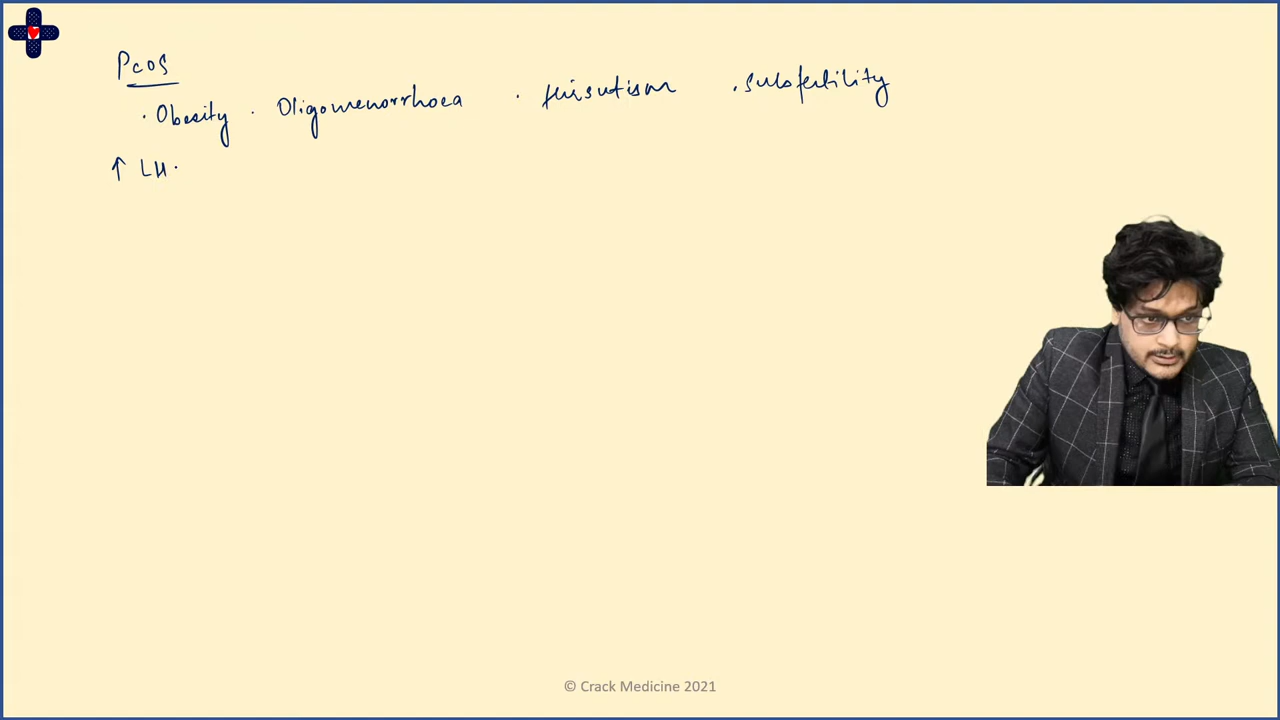 PCOS
· Obesity · Oligomenorrhoea · Hirsutism · subfertility
↑ LH·
© Crack Medicine 2021